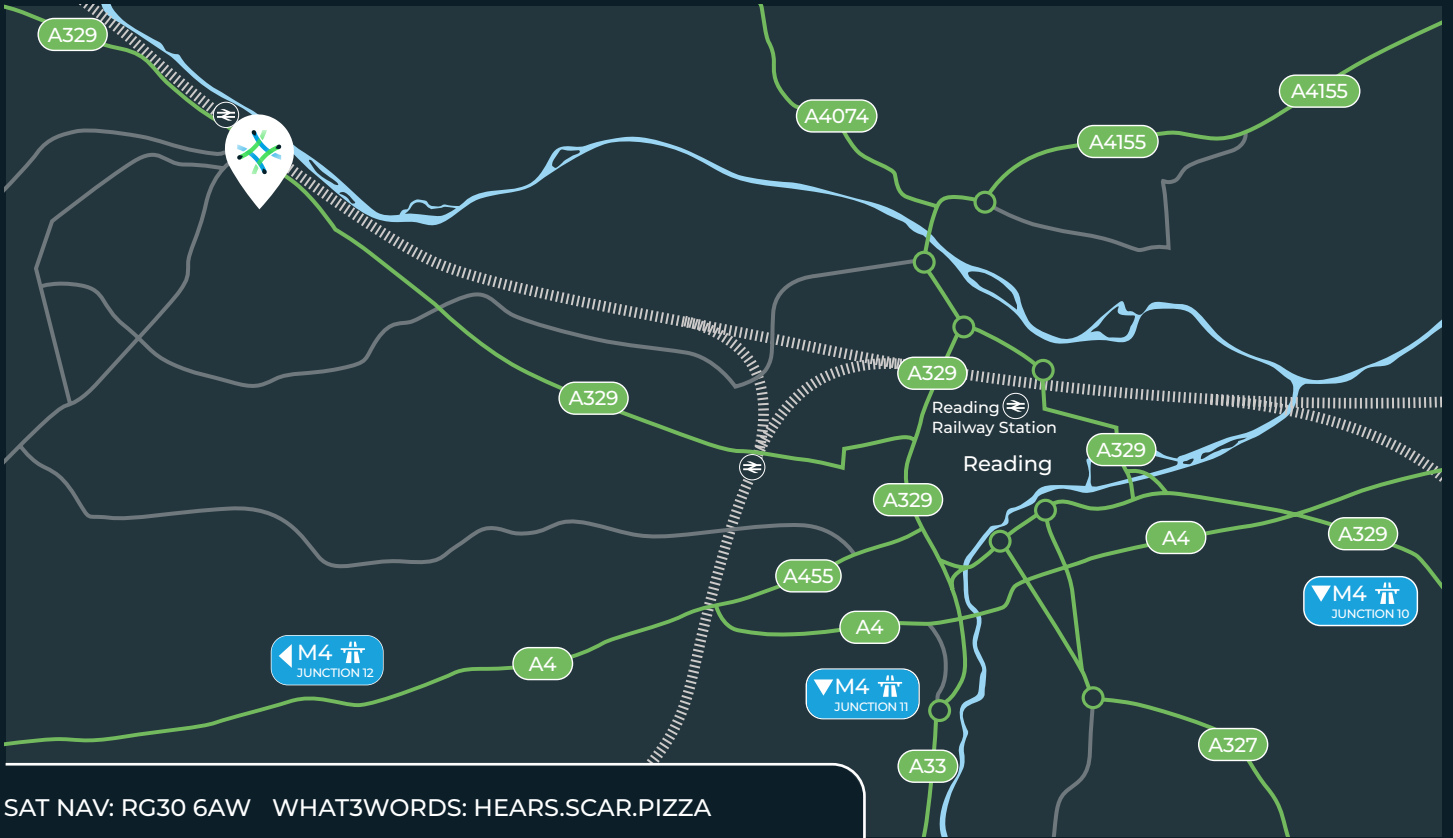 A329
A4155
A4074
A4155
A329
A329
Reading
Railway Station
A329
Reading
A329
A4
A329
A455
M4
JUNCTION 10
A4
M4
JUNCTION 12
A4
M4
JUNCTION 11
A327
A33
SAT NAV: RG30 6AW WHAT3WORDS: HEARS.SCAR.PIZZA